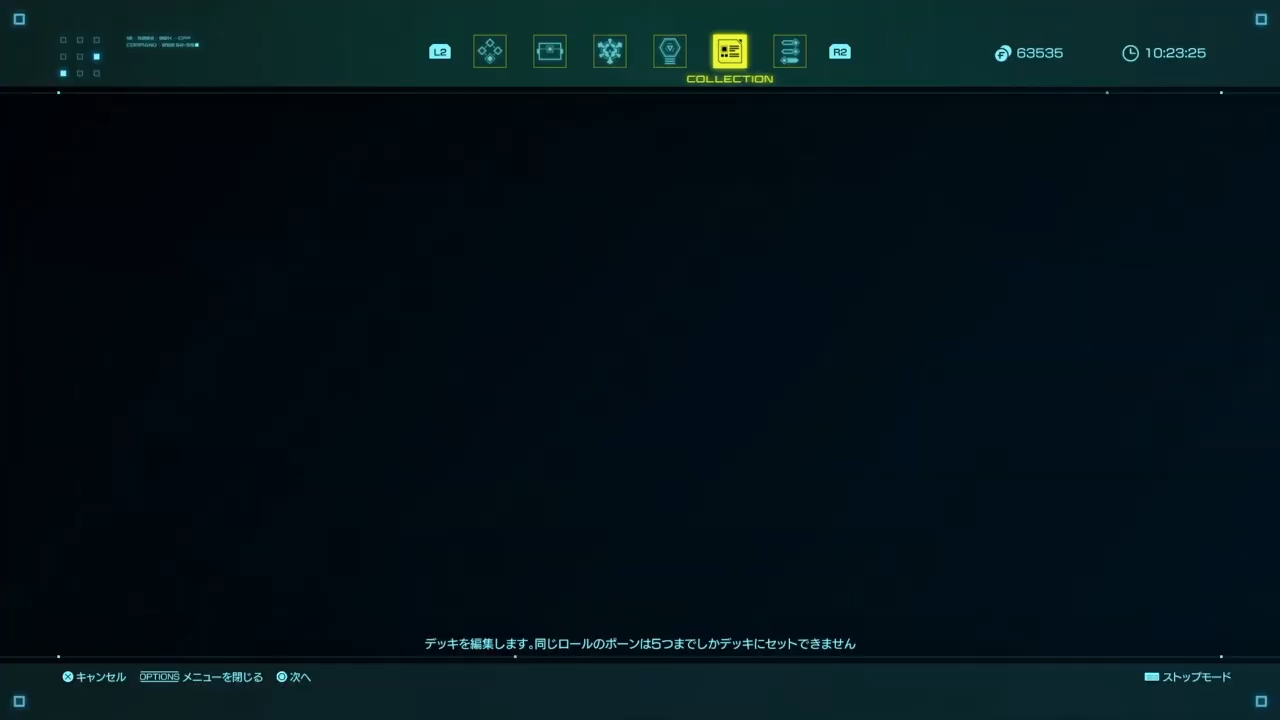 L2
R2
COLLECTION
63535
10:23:25
デッキを編集します。同じロールのポーンは5つまでしかデッキにセットできません
キャンセル OPTIONS メニューを閉じる 次へ
ストップモード